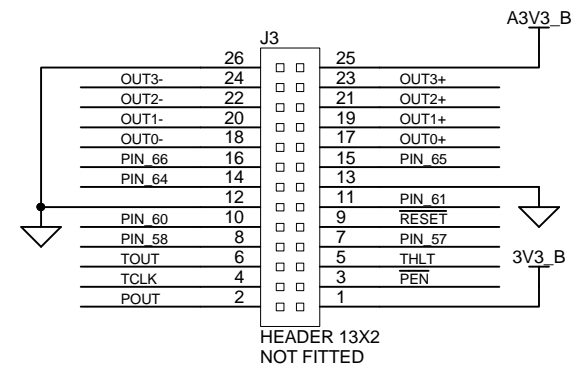 A3V3_B
J3
26 25
OUT3- 24 23 OUT3+
OUT2- 22 21 OUT2+
OUT1- 20 19 OUT1+
OUT0- 18 17 OUT0+
PIN_66 16 15 PIN_65
PIN_64 14 13
12 11 PIN_61
PIN_60 10 9 RESET
PIN_58 8 7 PIN_57
TOUT 6 5 THLT
3V3_B
TCLK 4 3 PEN
POUT 2 1
HEADER 13X2
NOT FITTED